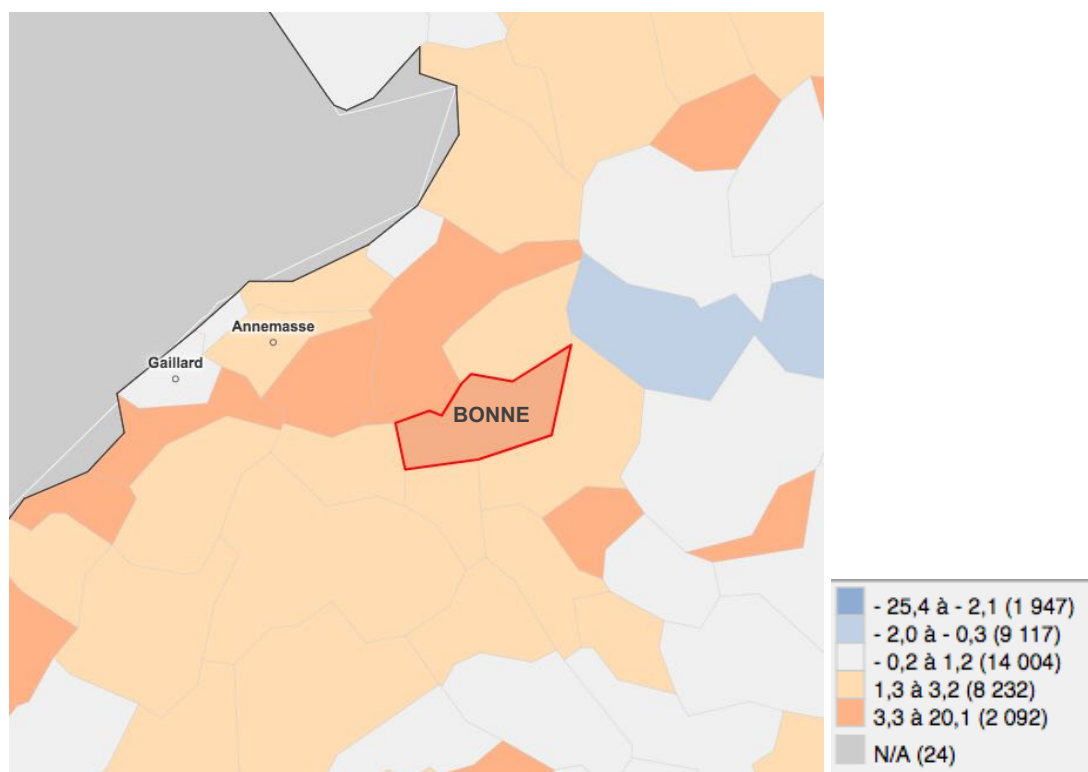 Annemasse
Gaillard
BONNE
- 25,4 à - 2,1 (1 947)
- 2,0 à - 0,3 (9 117)
- 0,2 à 1,2 (14 004)
1,3 à 3,2 (8 232)
3,3 à 20,1 (2 092)
N/A (24)